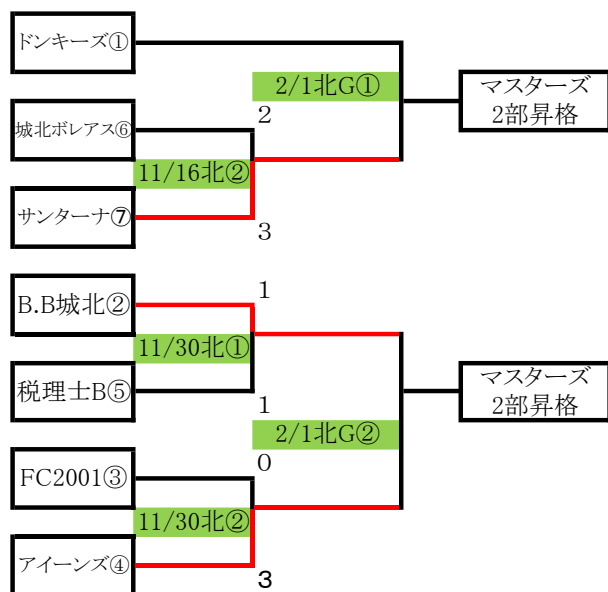 ドンキーズ①
2/1北G①
マスターズ
2部昇格
城北ボレアス⑥
2
11/16北②
サンターナ⑦
3
B.B城北②
1
11/30北①
税理士B⑤
1
マスターズ
2部昇格
2/1北G②
FC2001③
0
11/30北②
アイーンズ④
3